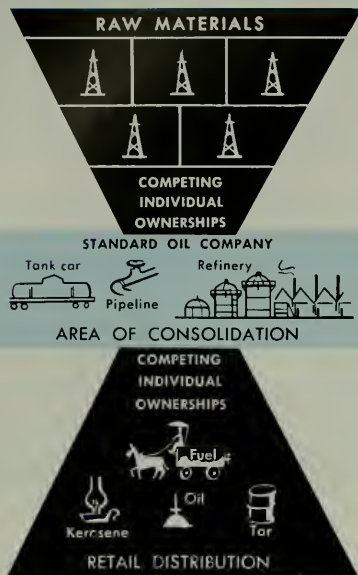 RAW MATERIALS
COMPETING
INDIVIDUAL
OWNERSHIPS
STANDARD OIL COMPANY
Tank car
Pipeline
Refinery
AREA OF CONSOLIDATION
COMPETING
INDIVIDUAL
OWNERSHIPS
Fuel
Kerosene
Oil
Tar
RETAIL DISTRIBUTION